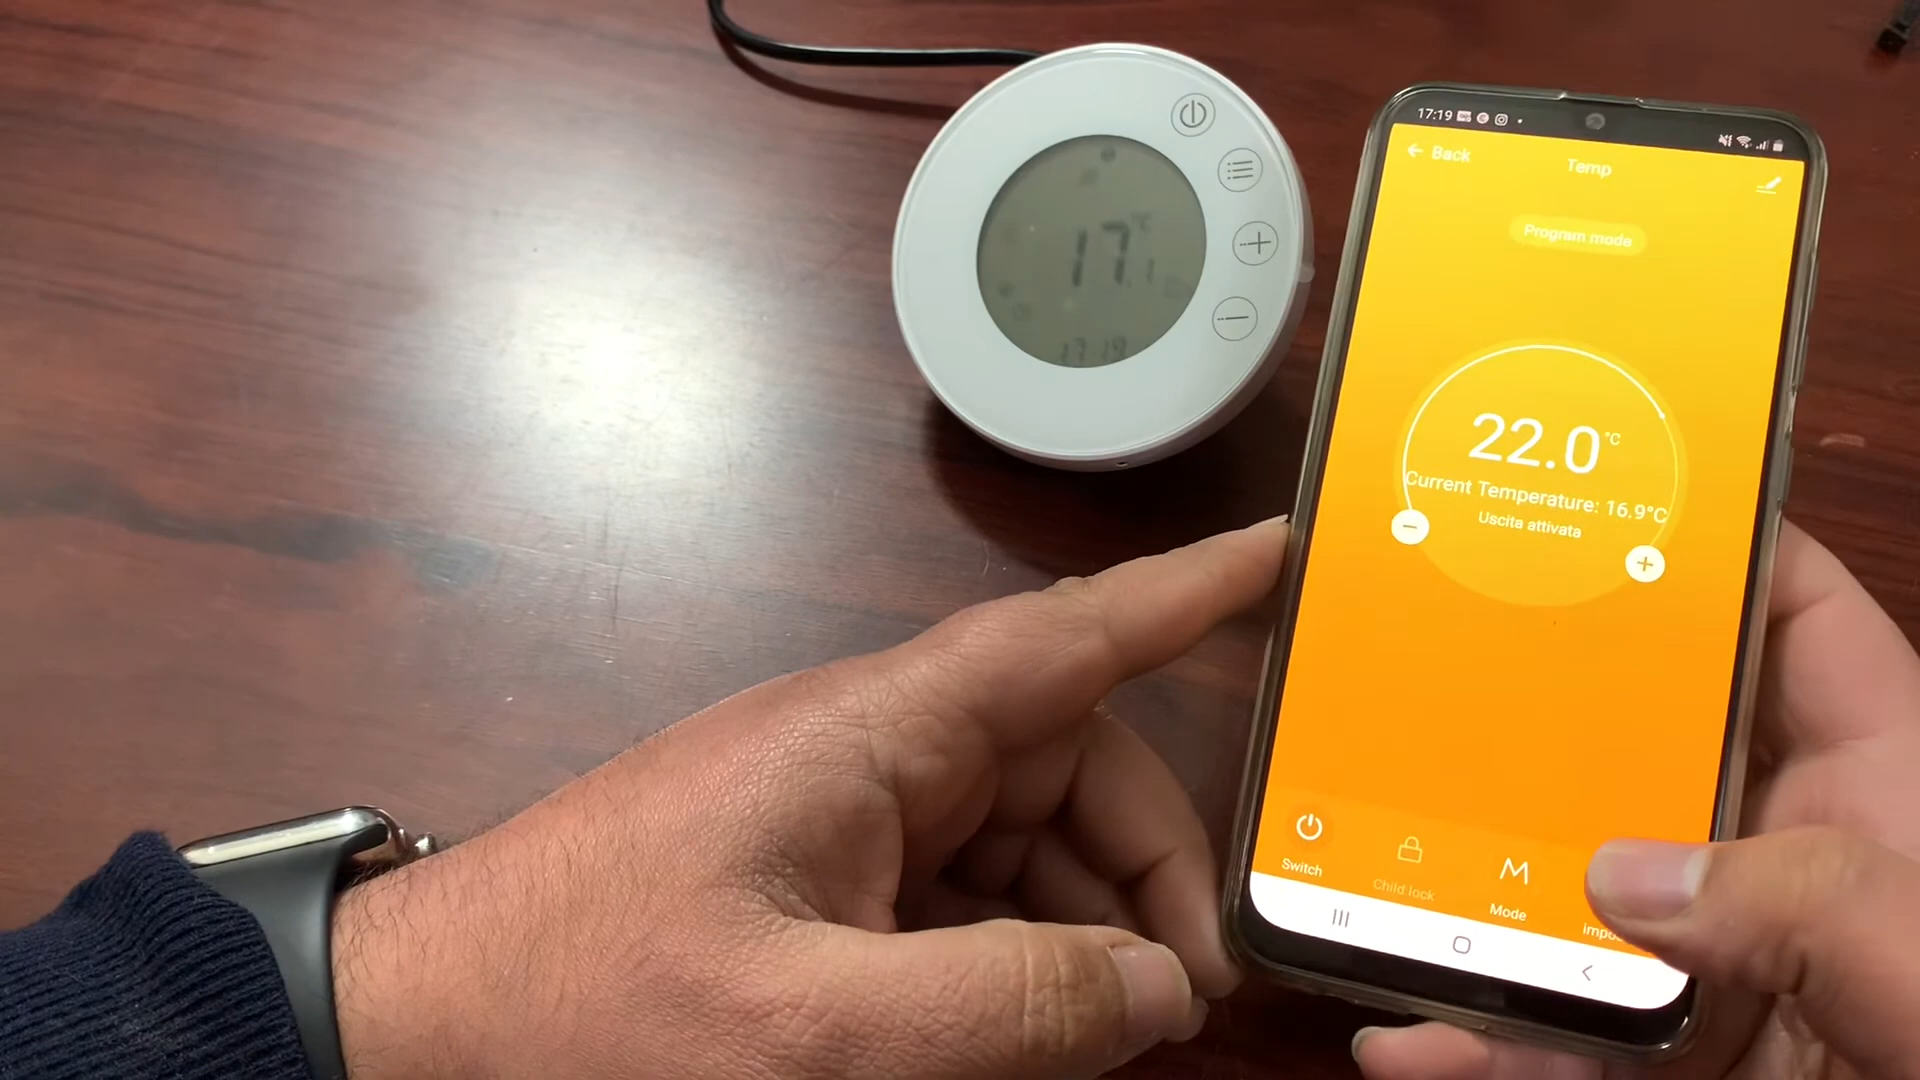 17.1
°C
17:19
17:19
Back
Temp
Program mode
22.0°C
Current Temperature: 16.9°C
Uscita attivata
Switch
Child lock
Mode